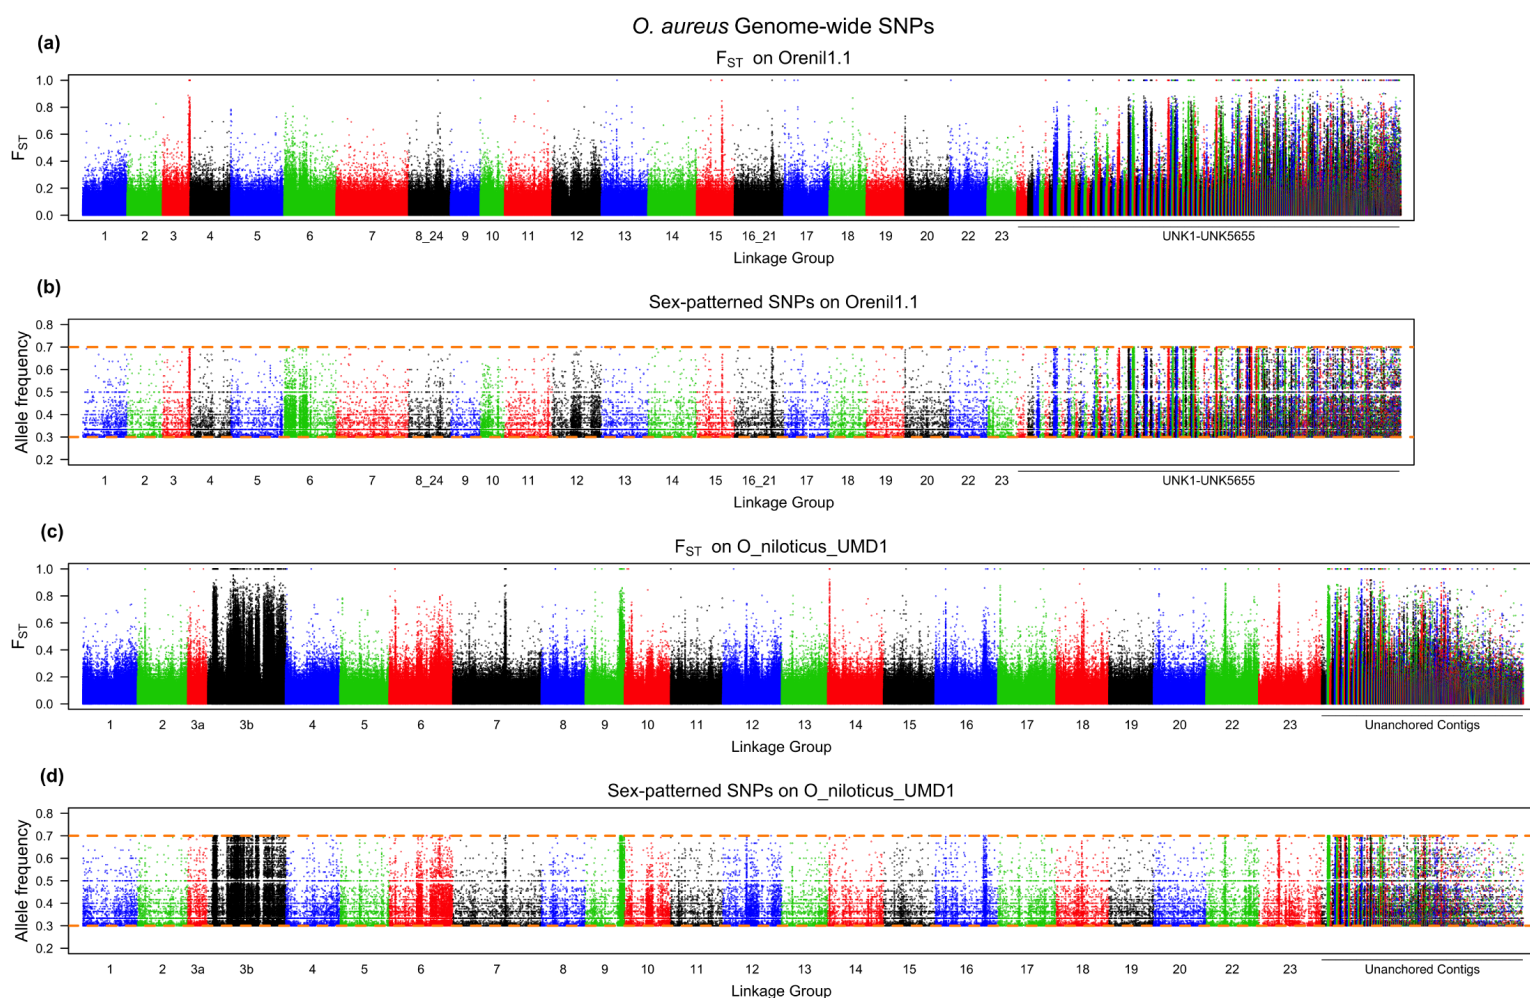 O. aureus Genome-wide SNPs
(a)
FST on Orenil1.1
FST
1.0
0.8
0.6
0.4
0.2
0.0
1 2 3 4 5 6 7 8_24 9 10 11 12 13 14 15 16_21 17 18 19 20 22 23 UNK1-UNK5655
Linkage Group
(b)
Sex-patterned SNPs on Orenil1.1
Allele frequency
0.8
0.7
0.6
0.5
0.4
0.3
0.2
1 2 3 4 5 6 7 8_24 9 10 11 12 13 14 15 16_21 17 18 19 20 22 23 UNK1-UNK5655
Linkage Group
(c)
FST on O_niloticus_UMD1
FST
1.0
0.8
0.6
0.4
0.2
0.0
1 2 3a 3b 4 5 6 7 8 9 10 11 12 13 14 15 16 17 18 19 20 22 23 Unanchored Contigs
Linkage Group
(d)
Sex-patterned SNPs on O_niloticus_UMD1
Allele frequency
0.8
0.7
0.6
0.5
0.4
0.3
0.2
1 2 3a 3b 4 5 6 7 8 9 10 11 12 13 14 15 16 17 18 19 20 22 23 Unanchored Contigs
Linkage Group